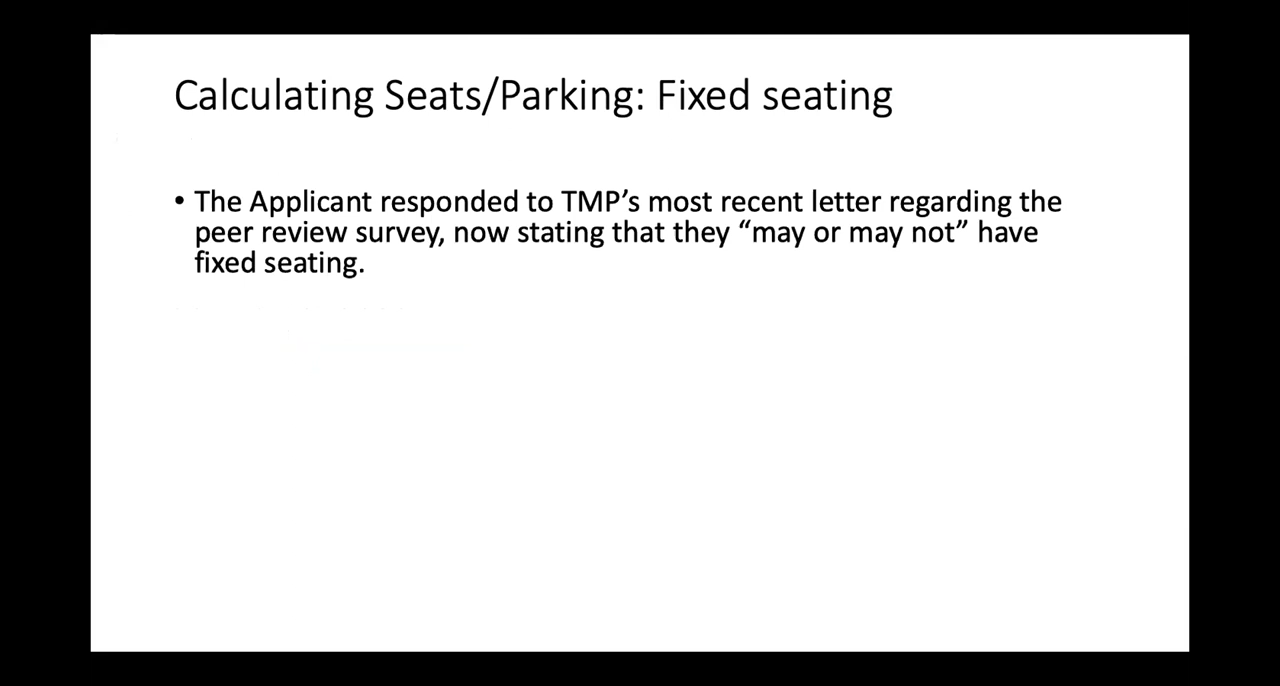 Calculating Seats/Parking: Fixed seating
• The Applicant responded to TMP’s most recent letter regarding the
peer review survey, now stating that they “may or may not” have
fixed seating.